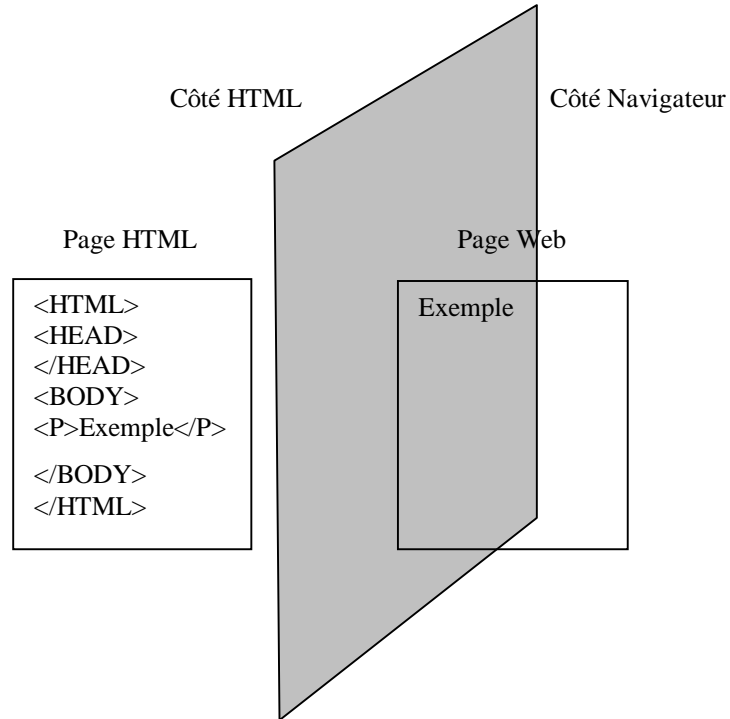 Côté HTML
Côté Navigateur
Page HTML
Page Web
<HTML>
<HEAD>
</HEAD>
<BODY>
<P>Exemple</P>
</BODY>
</HTML>
Exemple